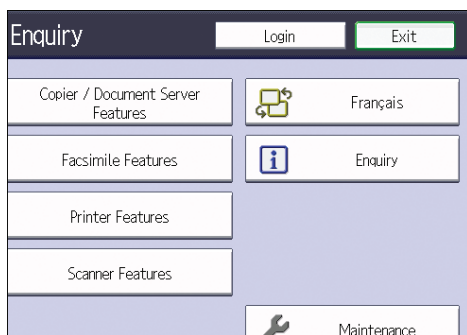 Enquiry
Login
Exit
Copier / Document Server
Features
Français
Facsimile Features
Enquiry
Printer Features
Scanner Features
Maintenance